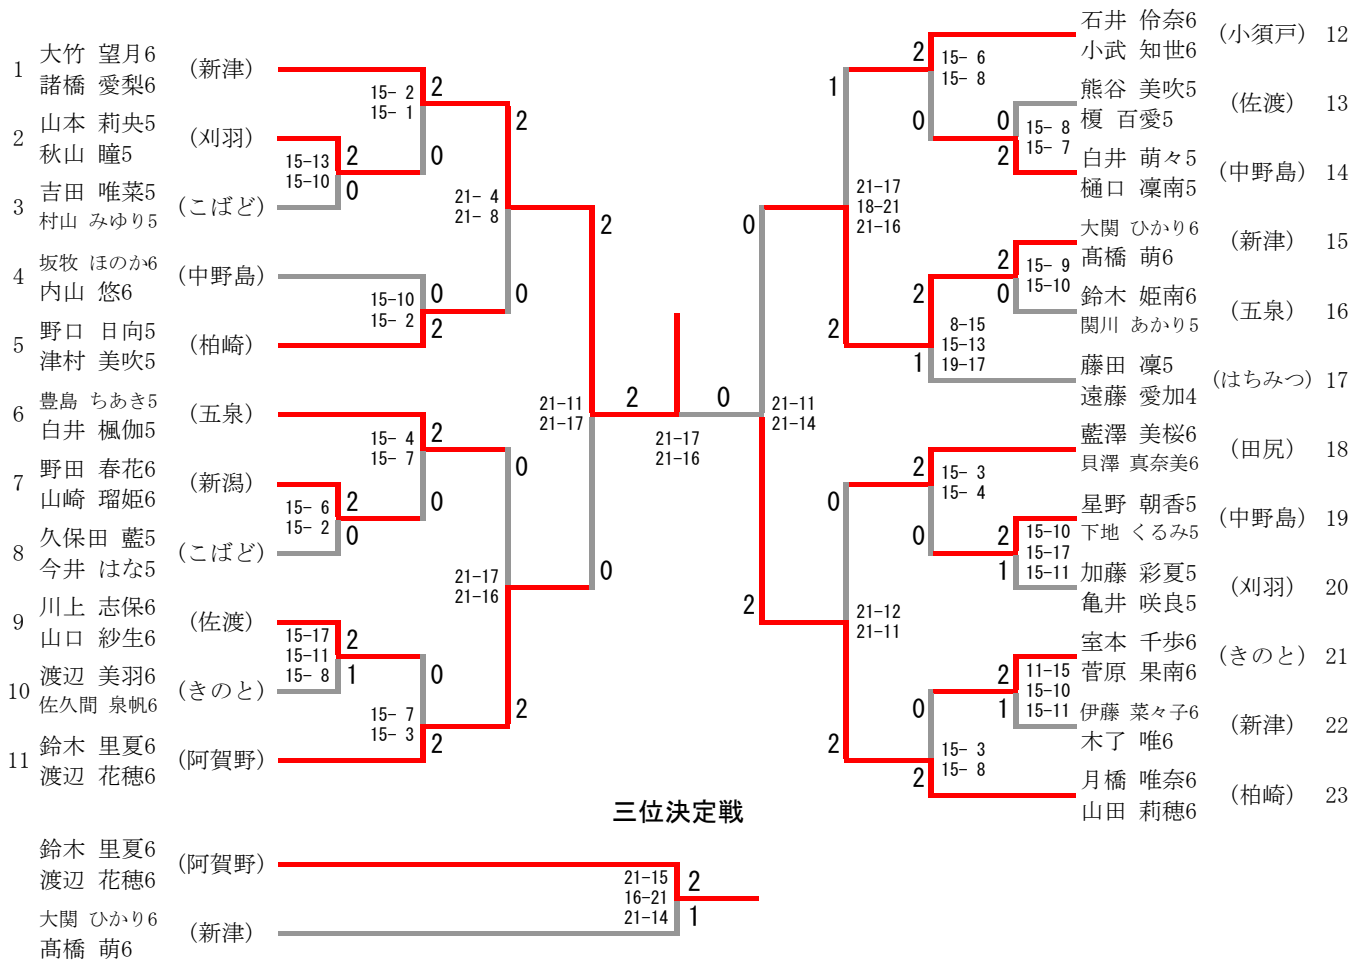 1 大竹 望月6 (新津)
諸橋 愛梨6
2 山本 莉央5 (刈羽)
秋山 瞳5
3 吉田 唯菜5 (こばど)
村山 みゆり5
4 坂牧 ほのか6 (中野島)
内山 悠6
5 野口 日向5 (柏崎)
津村 美吹5
6 豊島 ちあき5 (五泉)
白井 楓伽5
7 野田 春花6 (新潟)
山崎 瑠姫6
8 久保田 藍5 (こばど)
今井 はな5
9 川上 志保6 (佐渡)
山口 紗生6
10 渡辺 美羽6 (きのと)
佐久間 泉帆6
11 鈴木 里夏6 (阿賀野)
渡辺 花穂6
15-13
15-10
2
0
15- 6
15- 2
2
0
15-17
15-11
15- 8
2
1
15- 2
15- 1
2
0
15-10
15- 2
0
2
15- 4
15- 7
2
0
15- 7
15- 3
0
2
21- 4
21- 8
2
0
21-17
21-16
0
2
21-11
21-17
2
0
2
0
21-17
21-16
21-11
21-14
0
2
21-17
18-21
21-16
1
2
21-12
21-11
0
2
15- 6
15- 8
2
0
8-15
15-13
19-17
2
1
15- 3
15- 4
2
0
15- 3
15- 8
0
2
15- 8
15- 7
0
2
15- 9
15-10
2
0
15-10
15-17
15-11
2
1
11-15
15-10
15-11
2
1
石井 伶奈6 (小須戸) 12
小武 知世6
熊谷 美吹5 (佐渡) 13
榎 百愛5
白井 萌々5 (中野島) 14
樋口 凜南5
大関 ひかり6 (新津) 15
髙橋 萌6
鈴木 姫南6 (五泉) 16
関川 あかり5
藤田 凜5 (はちみつ) 17
遠藤 愛加4
藍澤 美桜6 (田尻) 18
貝澤 真奈美6
星野 朝香5 (中野島) 19
下地 くるみ5
加藤 彩夏5 (刈羽) 20
亀井 咲良5
室本 千歩6 (きのと) 21
菅原 果南6
伊藤 菜々子6 (新津) 22
木了 唯6
月橋 唯奈6 (柏崎) 23
山田 莉穂6
三位決定戦
鈴木 里夏6 (阿賀野)
渡辺 花穂6
大関 ひかり6 (新津)
髙橋 萌6
21-15
16-21
21-14
2
1